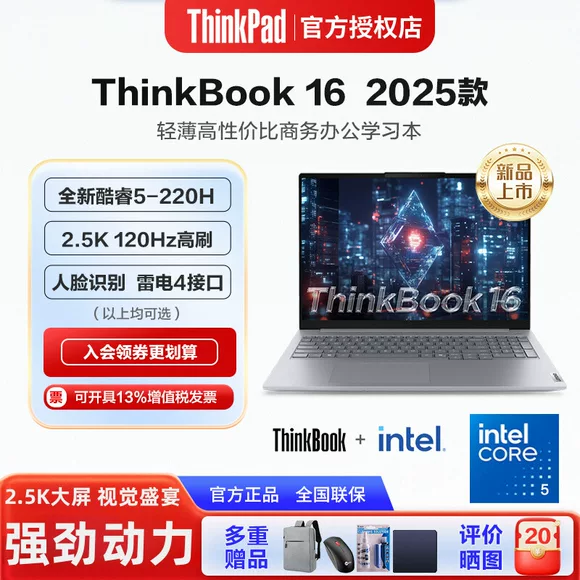 ThinkPad 官方授权店
ThinkBook 16 2025款
轻薄高性价比商务办公学习本
新品
上市
全新酷睿5-220H
2.5K 120Hz高刷
人脸识别 雷电4接口
(以上均可选)
入会领券更划算
票 可开具13%增值税发票
ThinkBook 16
Lenovo
ThinkBook + intel.
intel
CORE
5
2.5K大屏 视觉盛宴
官方正品 全国联保
强劲动力
多重
赠品
评价
晒图
20